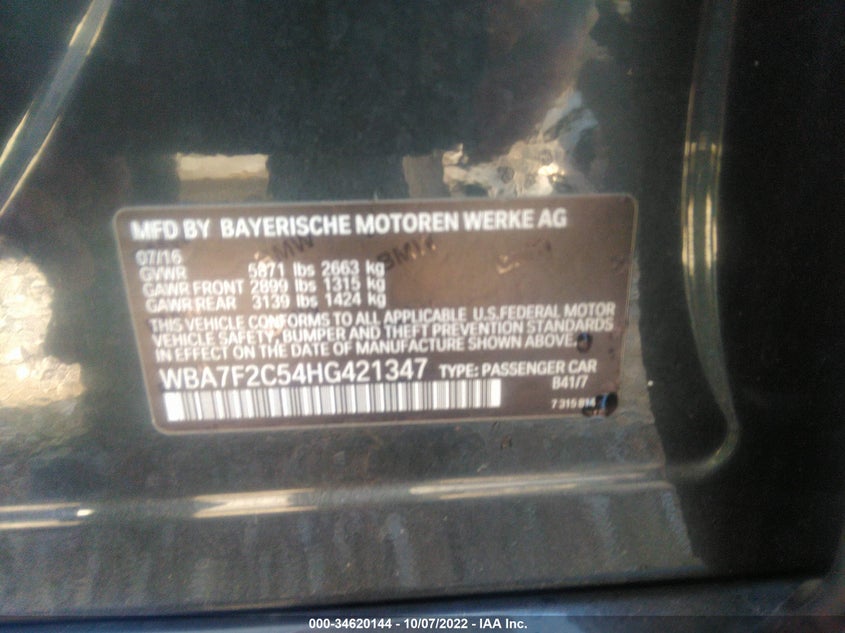 MFD BY BAYERISCHE MOTOREN WERKE AG
07/16
GVWR 5871 lbs 2663 kg
GAWR FRONT 2899 lbs 1315 kg
GAWR REAR 3139 lbs 1424 kg
THIS VEHICLE CONFORMS TO ALL APPLICABLE U.S.FEDERAL MOTOR
VEHICLE SAFETY, BUMPER AND THEFT PREVENTION STANDARDS
IN EFFECT ON THE DATE OF MANUFACTURE SHOWN ABOVE.
WBA7F2C54HG421347 TYPE: PASSENGER CAR
B41/7
7 315 814
000-34620144 - 10/07/2022 - IAA Inc.